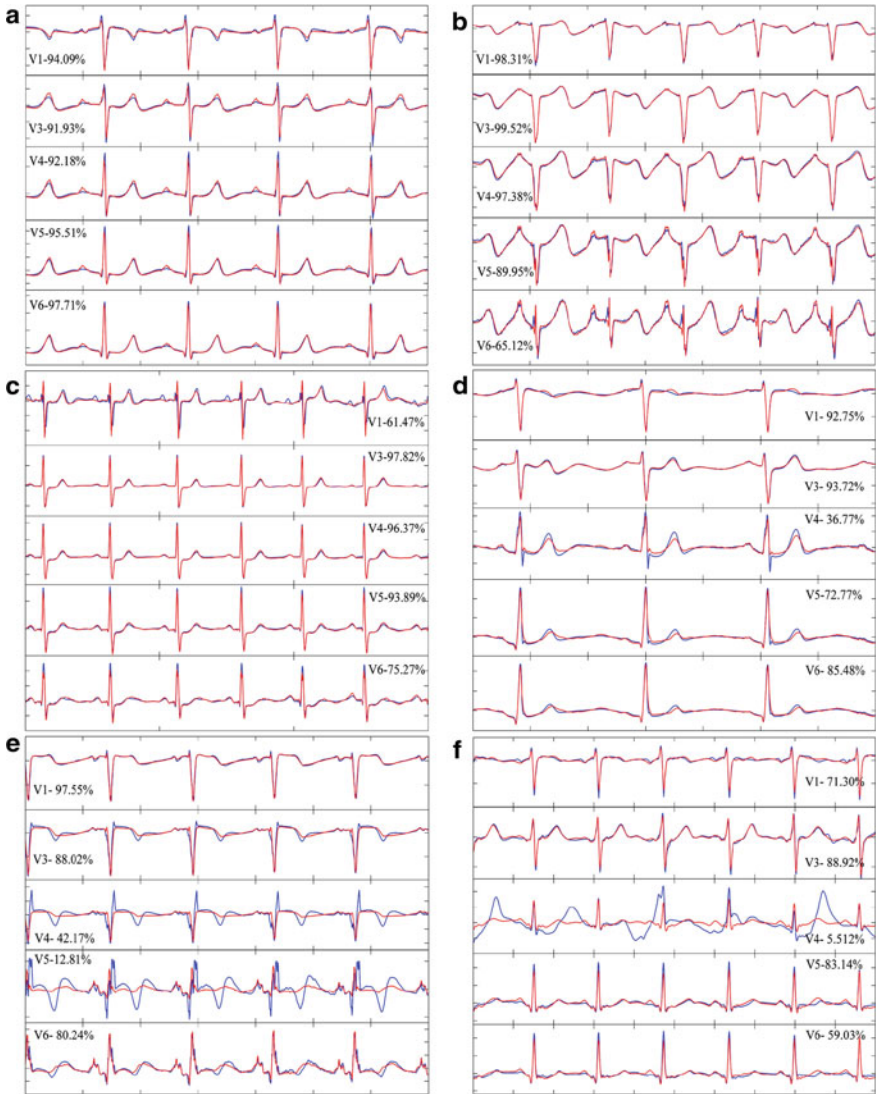 a
V1-94.09%
V3-91.93%
V4-92.18%
V5-95.51%
V6-97.71%
b
V1-98.31%
V3-99.52%
V4-97.38%
V5-89.95%
V6-65.12%
c
V1-61.47%
V3-97.82%
V4-96.37%
V5-93.89%
V6-75.27%
d
V1- 92.75%
V3- 93.72%
V4- 36.77%
V5-72.77%
V6- 85.48%
e
V1- 97.55%
V3- 88.02%
V4- 42.17%
V5-12.81%
V6- 80.24%
f
V1- 71.30%
V3- 88.92%
V4- 5.512%
V5-83.14%
V6- 59.03%